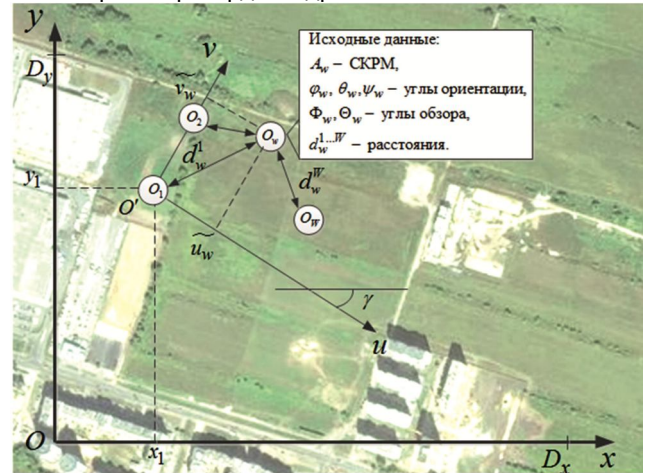 y
D_y
v
Исходные данные:
A_w – СКРМ,
φ_w, θ_w, ψ_w – углы ориентации,
Φ_w, Θ_w – углы обзора,
d_w^{1...W} – расстояния.
ṽ_w
O_2
O_w
d_w^1
d_w^W
y_1
O_1
O'
O_W
ũ_w
γ
u
O
x_1
D_x
x